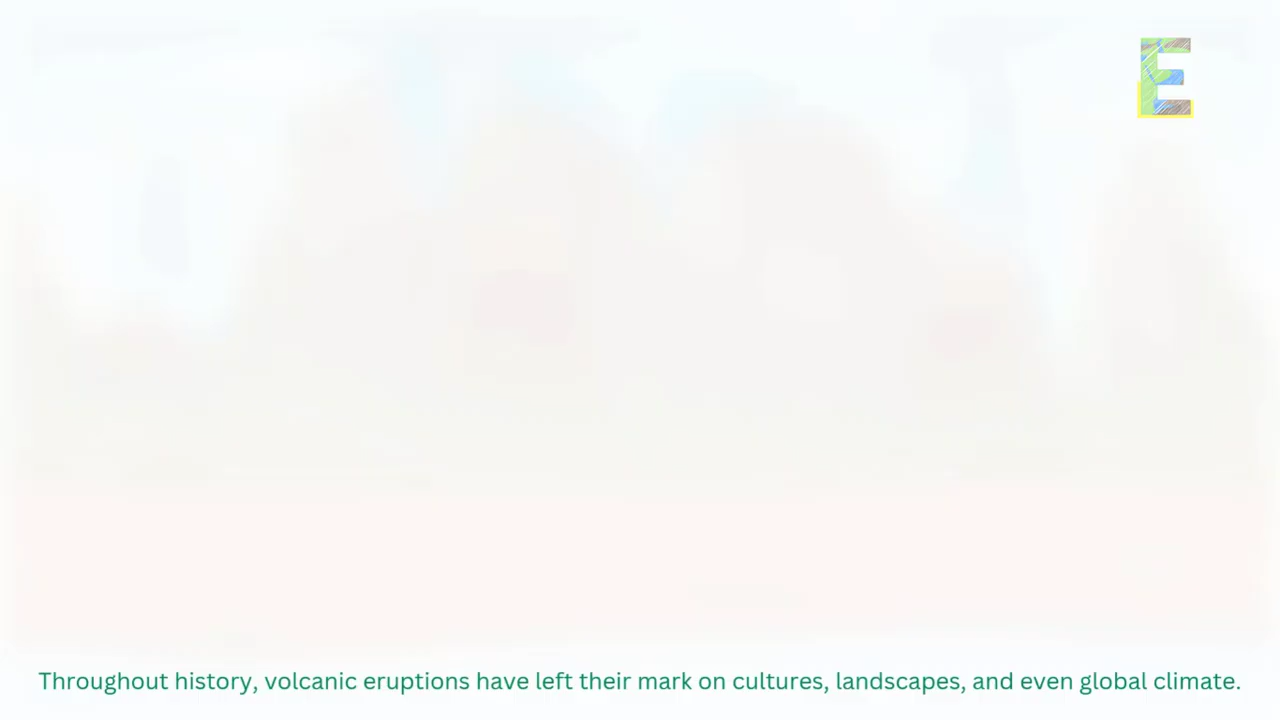 E
Throughout history, volcanic eruptions have left their mark on cultures, landscapes, and even global climate.